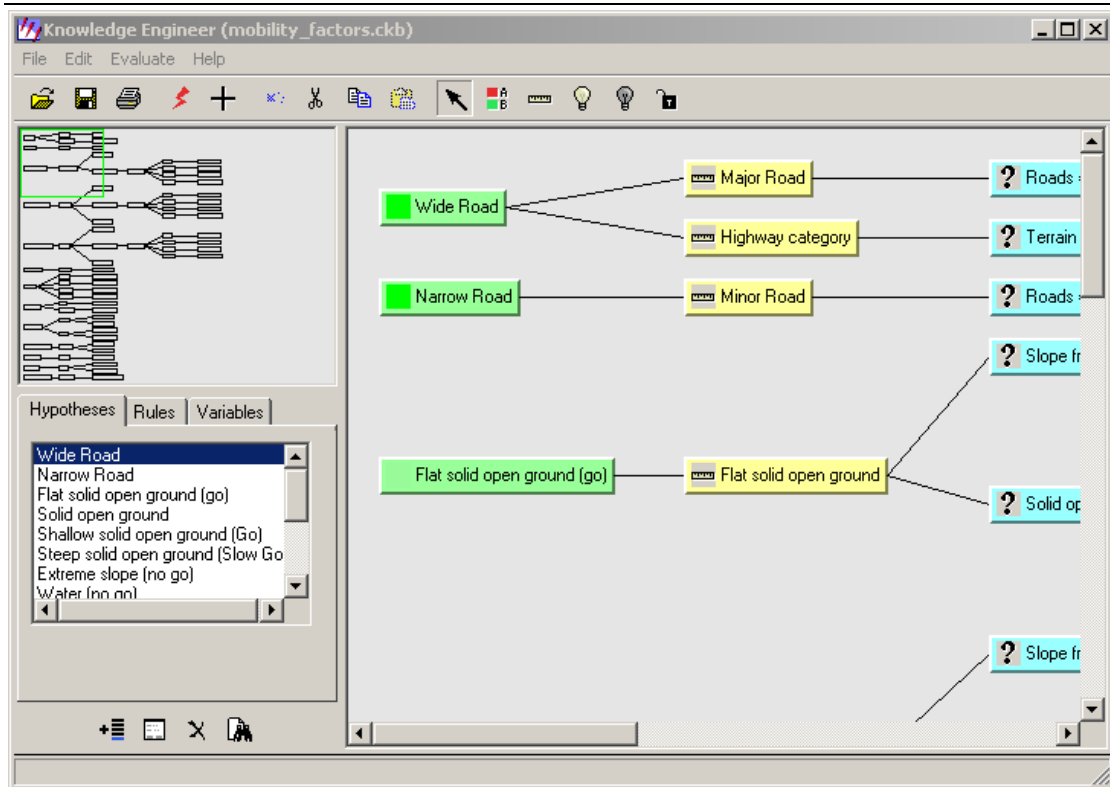 Knowledge Engineer (mobility_factors.ckb)
File Edit Evaluate Help
A
B
Hypotheses Rules Variables
Wide Road
Narrow Road
Flat solid open ground (go)
Solid open ground
Shallow solid open ground (Go)
Steep solid open ground (Slow Go
Extreme slope (no go)
Water (no go)
Wide Road
Major Road
? Roads =
Highway category
? Terrain
Narrow Road
Minor Road
? Roads =
? Slope fr
Flat solid open ground (go)
Flat solid open ground
? Solid op
? Slope fr